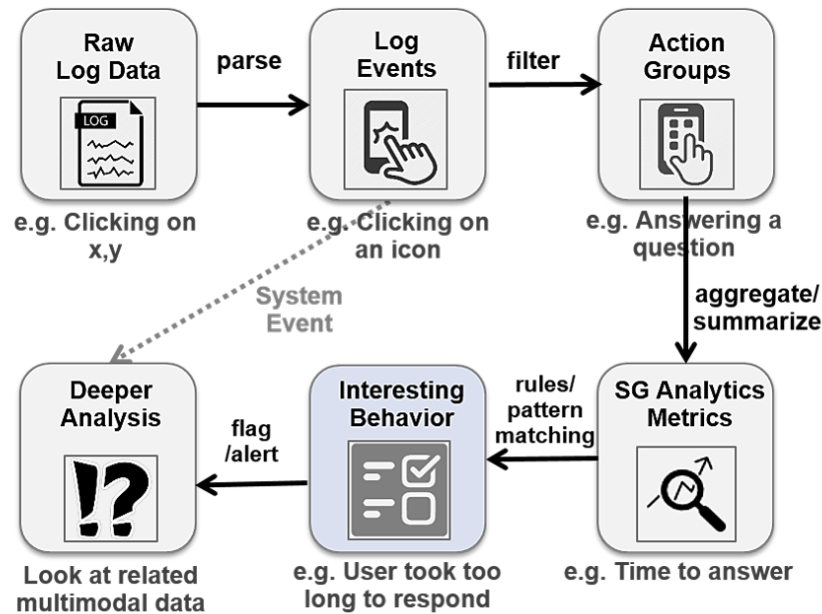 Raw
Log Data
LOG
e.g. Clicking on
x,y
parse
Log
Events
e.g. Clicking on
an icon
filter
Action
Groups
e.g. Answering a
question
System
Event
aggregate/
summarize
SG Analytics
Metrics
e.g. Time to answer
rules/
pattern
matching
Interesting
Behavior
e.g. User took too
long to respond
flag
/alert
Deeper
Analysis
!?
Look at related
multimodal data